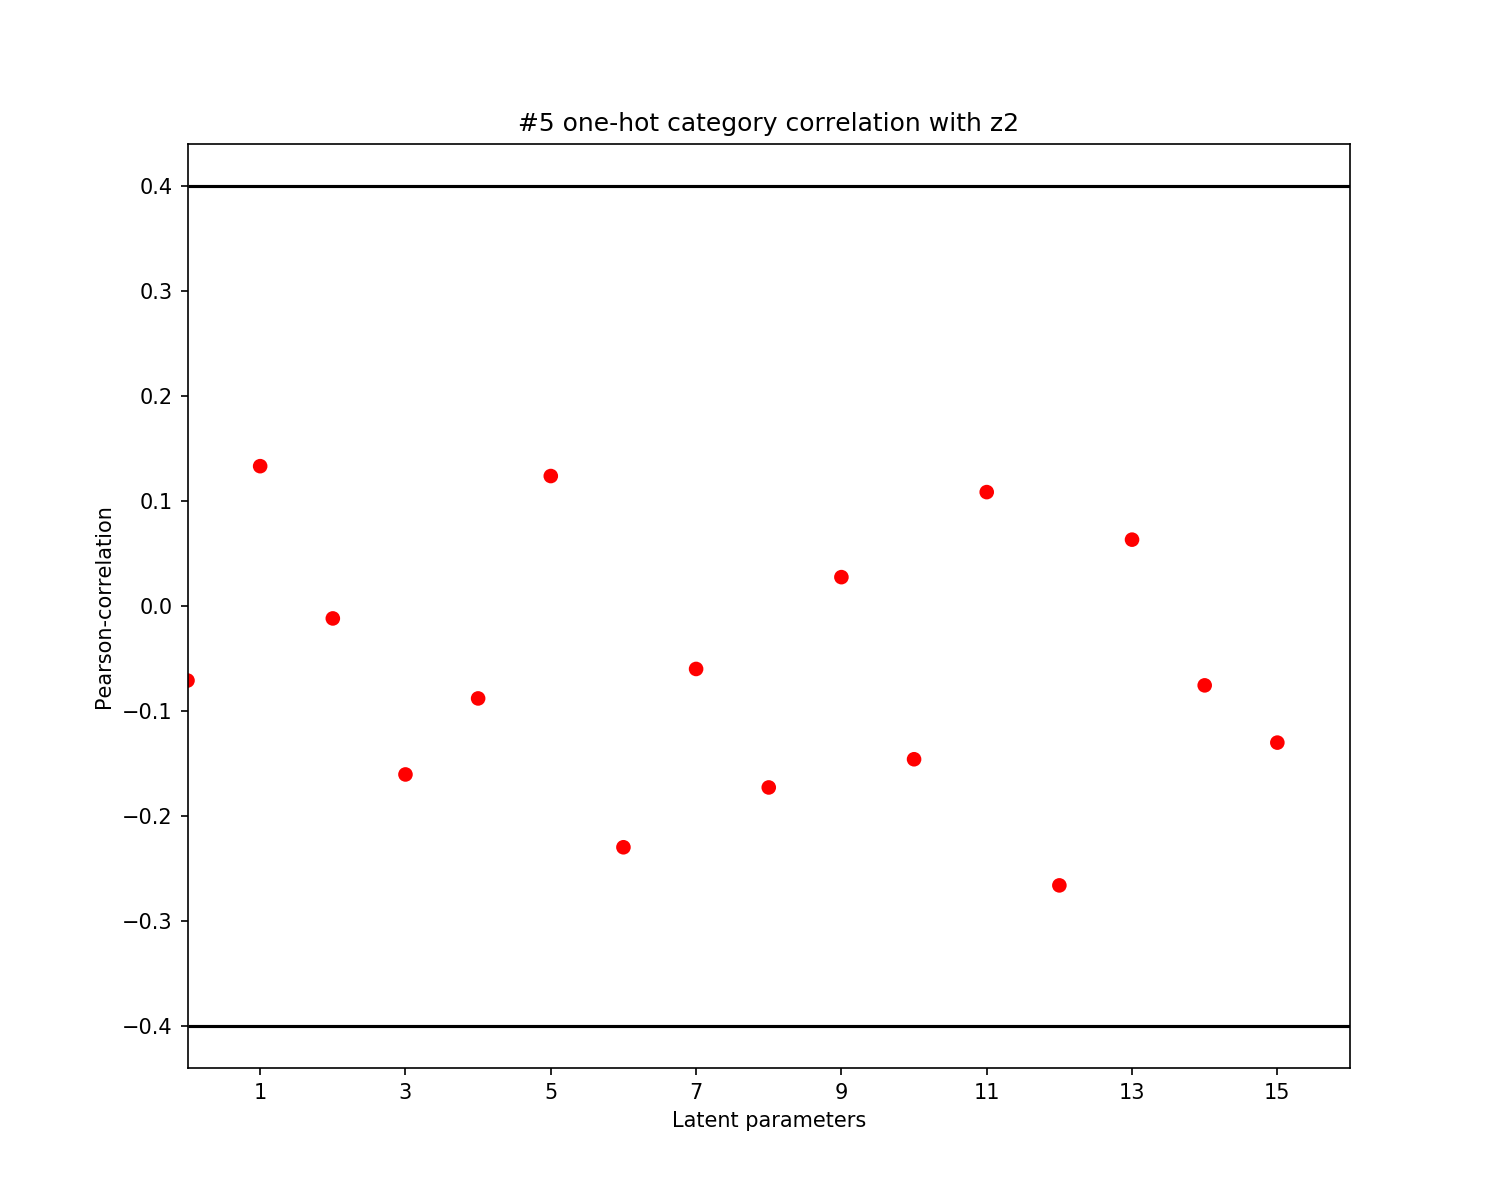 #5 one-hot category correlation with z2
0.4
0.3
0.2
0.1
0.0
−0.1
−0.2
−0.3
−0.4
Pearson-correlation
1 3 5 7 9 11 13 15
Latent parameters